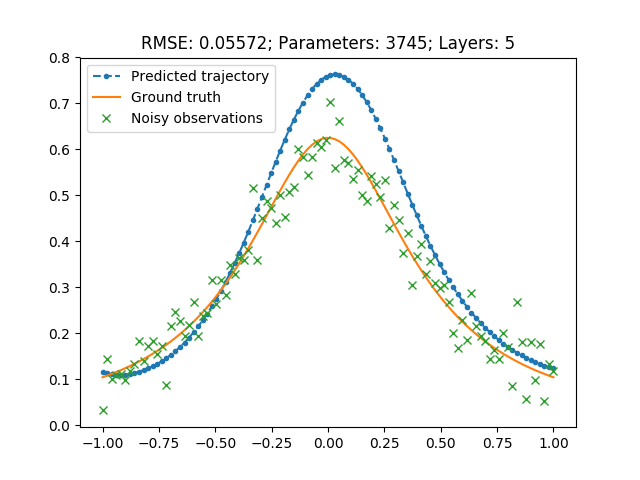 RMSE: 0.05572; Parameters: 3745; Layers: 5
Predicted trajectory
Ground truth
Noisy observations
0.8
0.7
0.6
0.5
0.4
0.3
0.2
0.1
0.0
−1.00 −0.75 −0.50 −0.25 0.00 0.25 0.50 0.75 1.00